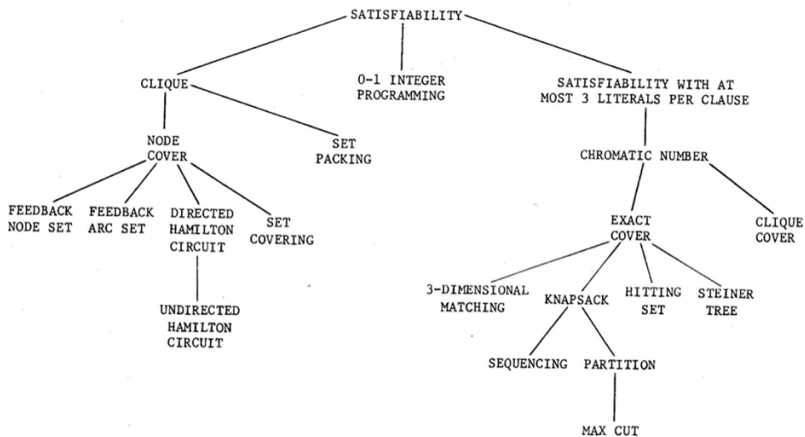 SATISFIABILITY
CLIQUE
0-1 INTEGER
PROGRAMMING
SATISFIABILITY WITH AT
MOST 3 LITERALS PER CLAUSE
NODE
COVER
SET
PACKING
CHROMATIC NUMBER
FEEDBACK
NODE SET
FEEDBACK
ARC SET
DIRECTED
HAMILTON
CIRCUIT
SET
COVERING
EXACT
COVER
CLIQUE
COVER
3-DIMENSIONAL
MATCHING
KNAPSACK
HITTING
SET
STEINER
TREE
UNDIRECTED
HAMILTON
CIRCUIT
SEQUENCING
PARTITION
MAX CUT